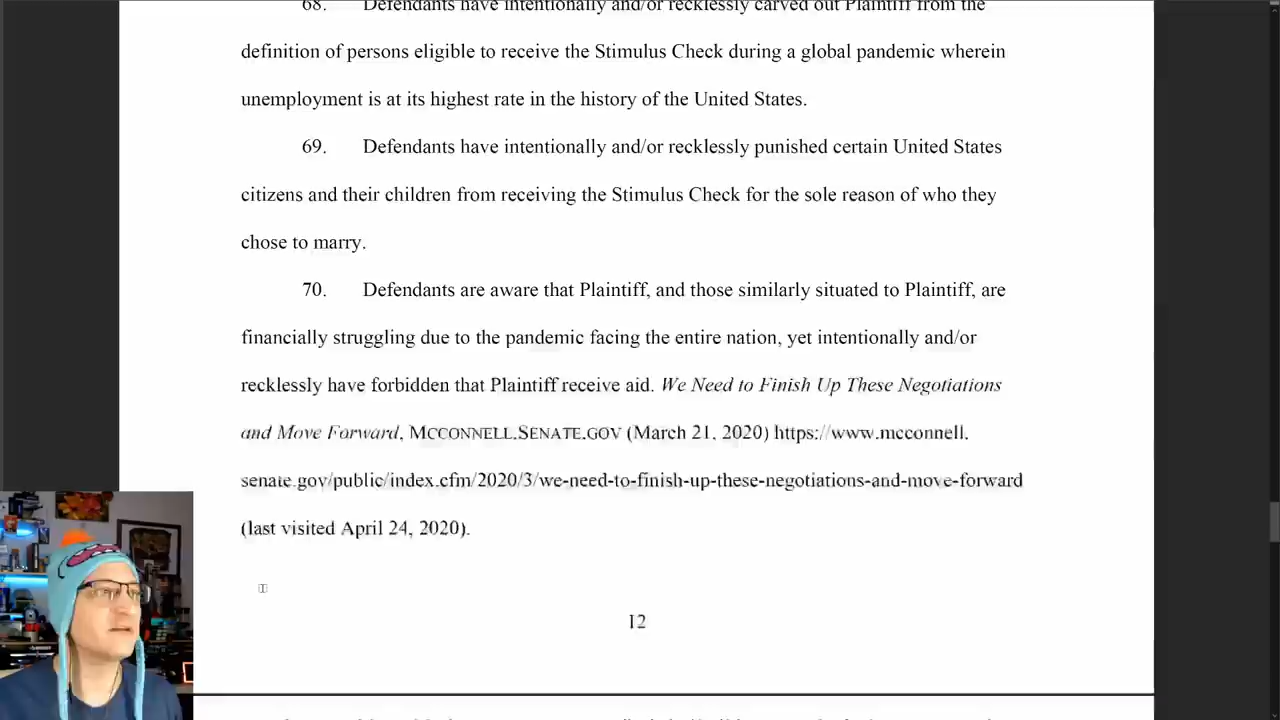 68. Defendants have intentionally and/or recklessly carved out Plaintiff from the
definition of persons eligible to receive the Stimulus Check during a global pandemic wherein
unemployment is at its highest rate in the history of the United States.
69. Defendants have intentionally and/or recklessly punished certain United States
citizens and their children from receiving the Stimulus Check for the sole reason of who they
chose to marry.
70. Defendants are aware that Plaintiff, and those similarly situated to Plaintiff, are
financially struggling due to the pandemic facing the entire nation, yet intentionally and/or
recklessly have forbidden that Plaintiff receive aid. We Need to Finish Up These Negotiations
and Move Forward, MCCONNELL.SENATE.GOV (March 21, 2020) https://www.mcconnell.
senate.gov/public/index.cfm/2020/3/we-need-to-finish-up-these-negotiations-and-move-forward
(last visited April 24, 2020).
12